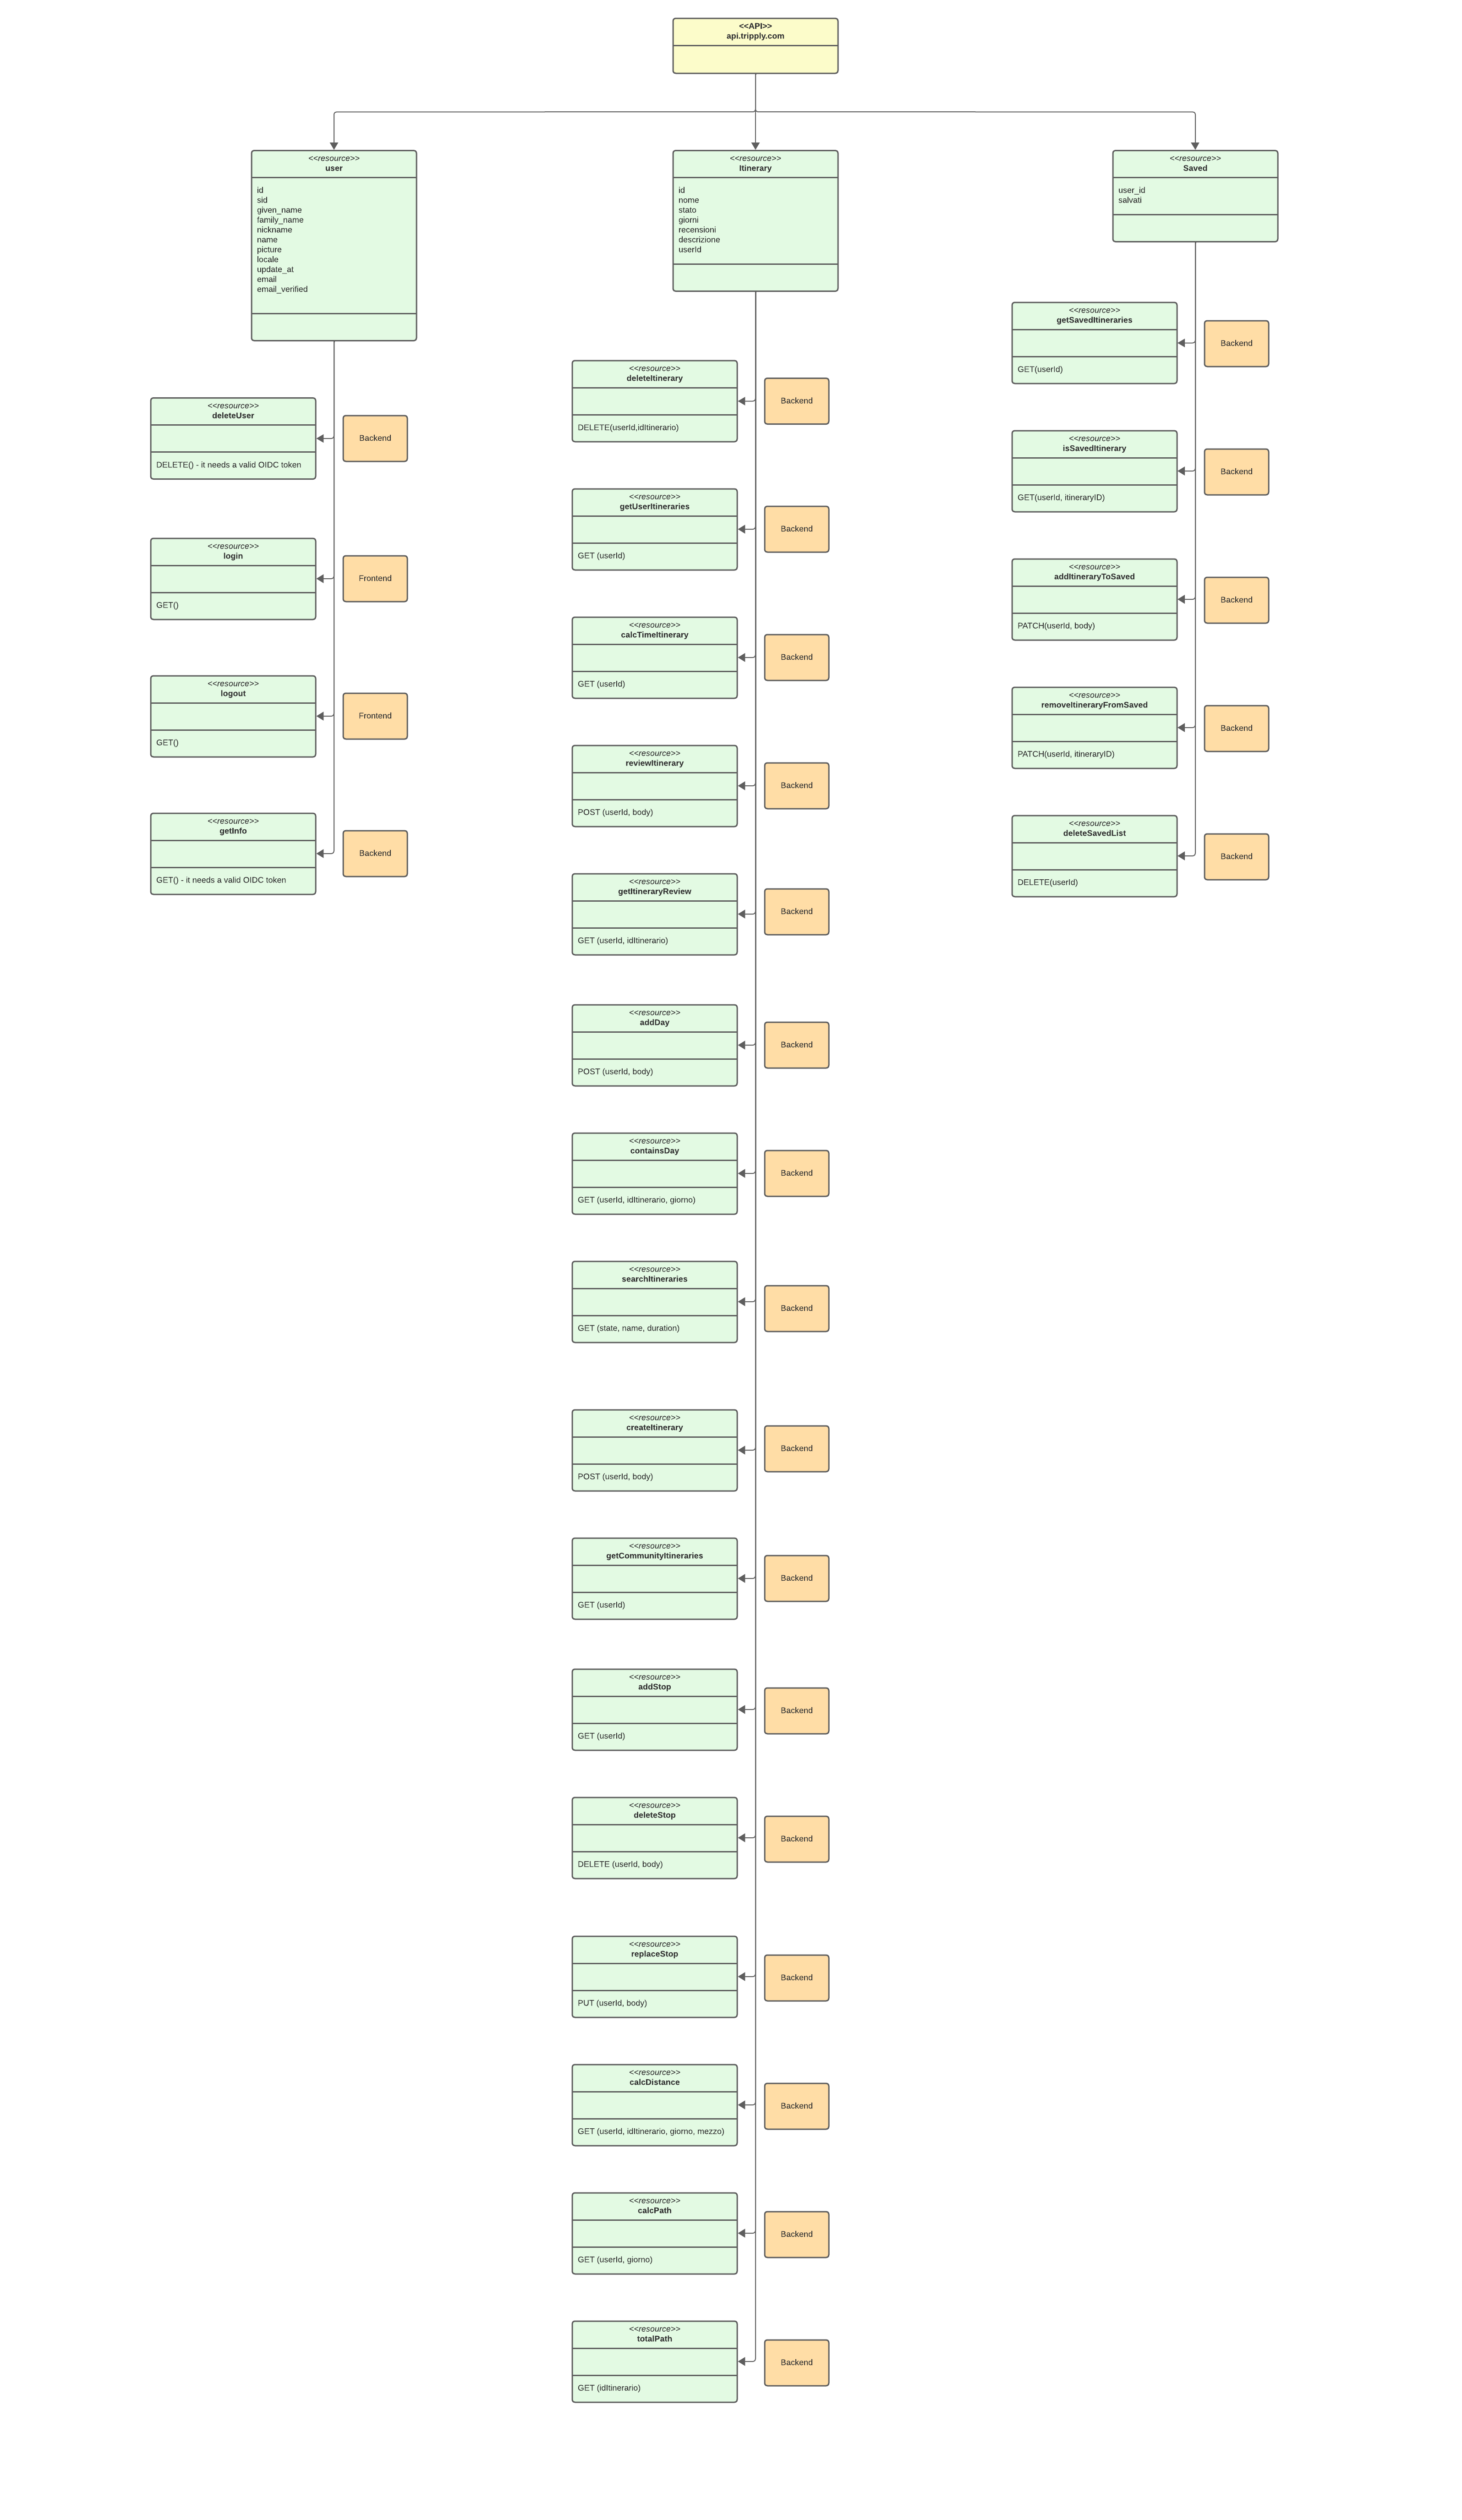 <<API>>
api.tripply.com
<<resource>>
user
id
sid
given_name
family_name
nickname
name
picture
locale
update_at
email
email_verified
<<resource>>
deleteUser
DELETE() - it needs a valid OIDC token
Backend
<<resource>>
login
GET()
Frontend
<<resource>>
logout
GET()
Frontend
<<resource>>
getInfo
GET() - it needs a valid OIDC token
Backend
<<resource>>
Itinerary
id
nome
stato
giorni
recensioni
descrizione
userId
<<resource>>
deleteItinerary
DELETE(userId,idItinerario)
Backend
<<resource>>
getUserItineraries
GET (userId)
Backend
<<resource>>
calcTimeItinerary
GET (userId)
Backend
<<resource>>
reviewItinerary
POST (userId, body)
Backend
<<resource>>
getItineraryReview
GET (userId, idItinerario)
Backend
<<resource>>
addDay
POST (userId, body)
Backend
<<resource>>
containsDay
GET (userId, idItinerario, giorno)
Backend
<<resource>>
searchItineraries
GET (state, name, duration)
Backend
<<resource>>
createItinerary
POST (userId, body)
Backend
<<resource>>
getCommunityItineraries
GET (userId)
Backend
<<resource>>
addStop
GET (userId)
Backend
<<resource>>
deleteStop
DELETE (userId, body)
Backend
<<resource>>
replaceStop
PUT (userId, body)
Backend
<<resource>>
calcDistance
GET (userId, idItinerario, giorno, mezzo)
Backend
<<resource>>
calcPath
GET (userId, giorno)
Backend
<<resource>>
totalPath
GET (idItinerario)
Backend
<<resource>>
Saved
user_id
salvati
<<resource>>
getSavedItineraries
GET(userId)
Backend
<<resource>>
isSavedItinerary
GET(userId, itineraryID)
Backend
<<resource>>
addItineraryToSaved
PATCH(userId, body)
Backend
<<resource>>
removeItineraryFromSaved
PATCH(userId, itineraryID)
Backend
<<resource>>
deleteSavedList
DELETE(userId)
Backend